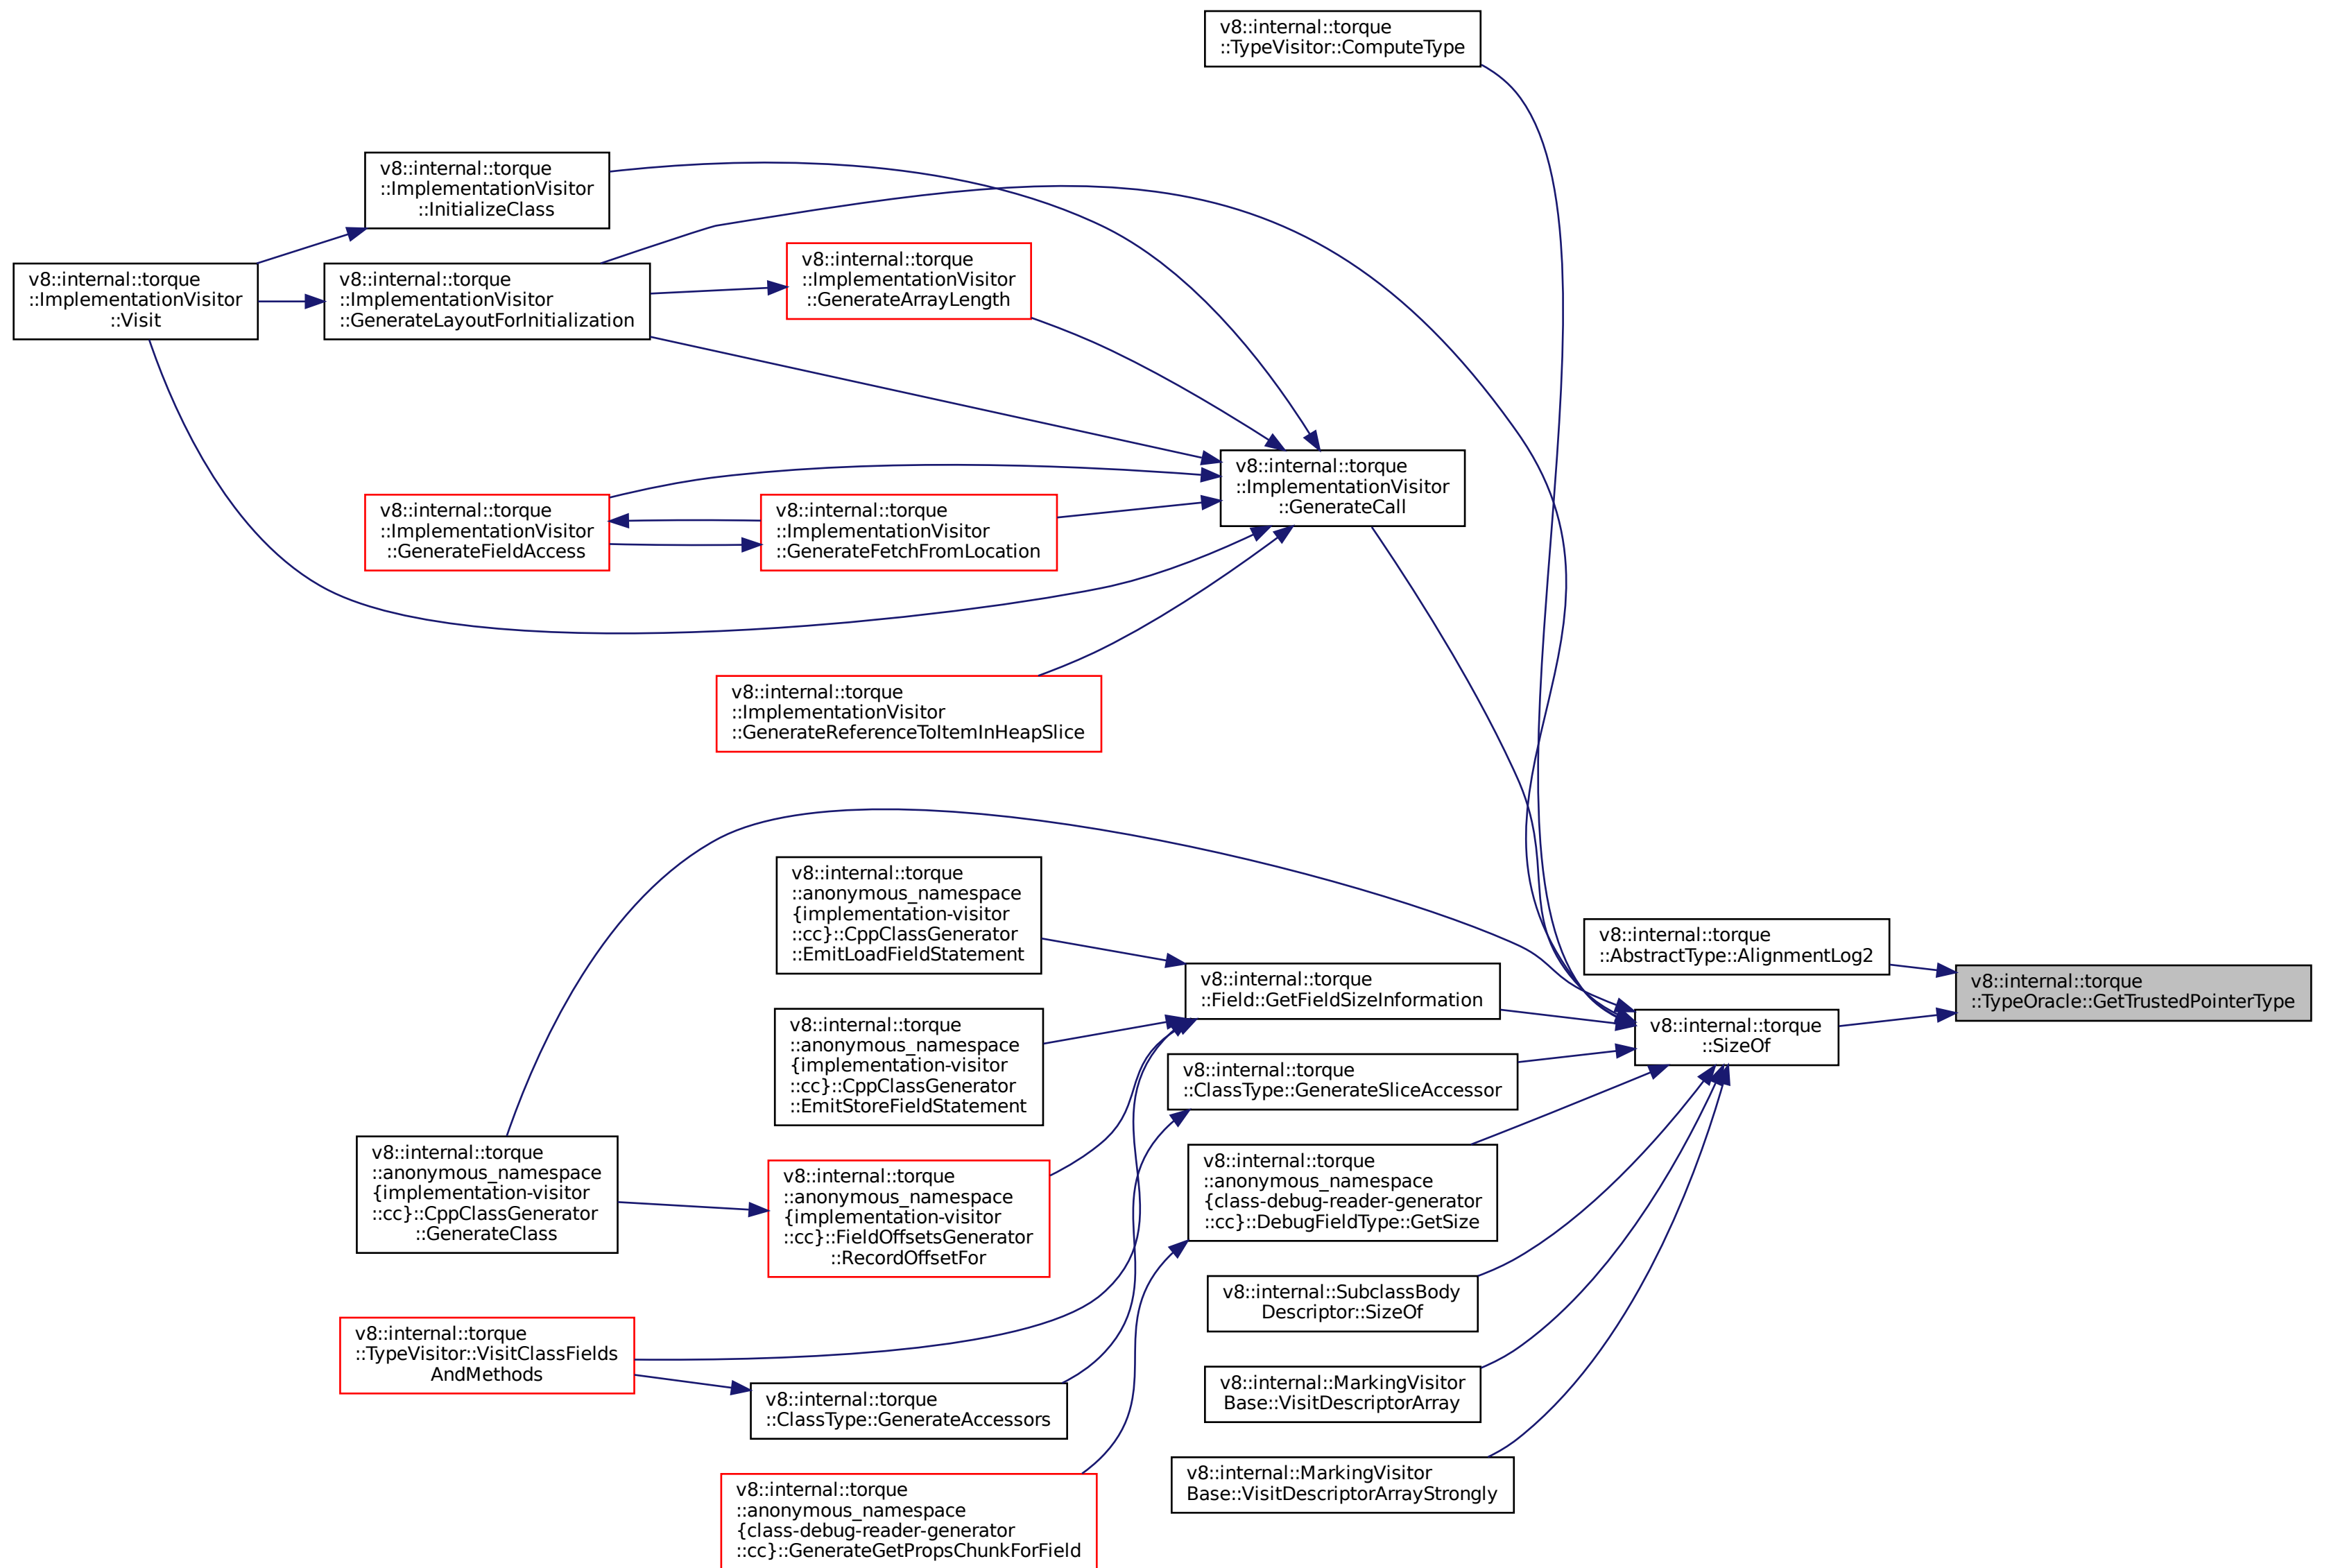 v8::internal::torque
::TypeVisitor::ComputeType
v8::internal::torque
::ImplementationVisitor
::InitializeClass
v8::internal::torque
::ImplementationVisitor
::GenerateArrayLength
v8::internal::torque
::ImplementationVisitor
::Visit
v8::internal::torque
::ImplementationVisitor
::GenerateLayoutForInitialization
v8::internal::torque
::ImplementationVisitor
::GenerateCall
v8::internal::torque
::ImplementationVisitor
::GenerateFieldAccess
v8::internal::torque
::ImplementationVisitor
::GenerateFetchFromLocation
v8::internal::torque
::ImplementationVisitor
::GenerateReferenceToItemInHeapSlice
v8::internal::torque
::anonymous_namespace
{implementation-visitor
::cc}::CppClassGenerator
::EmitLoadFieldStatement
v8::internal::torque
::AbstractType::AlignmentLog2
v8::internal::torque
::Field::GetFieldSizeInformation
v8::internal::torque
::TypeOracle::GetTrustedPointerType
v8::internal::torque
::anonymous_namespace
{implementation-visitor
::cc}::CppClassGenerator
::EmitStoreFieldStatement
v8::internal::torque
::SizeOf
v8::internal::torque
::ClassType::GenerateSliceAccessor
v8::internal::torque
::anonymous_namespace
{implementation-visitor
::cc}::CppClassGenerator
::GenerateClass
v8::internal::torque
::anonymous_namespace
{implementation-visitor
::cc}::FieldOffsetsGenerator
::RecordOffsetFor
v8::internal::torque
::anonymous_namespace
{class-debug-reader-generator
::cc}::DebugFieldType::GetSize
v8::internal::SubclassBody
Descriptor::SizeOf
v8::internal::torque
::TypeVisitor::VisitClassFields
AndMethods
v8::internal::MarkingVisitor
Base::VisitDescriptorArray
v8::internal::torque
::ClassType::GenerateAccessors
v8::internal::MarkingVisitor
Base::VisitDescriptorArrayStrongly
v8::internal::torque
::anonymous_namespace
{class-debug-reader-generator
::cc}::GenerateGetPropsChunkForField